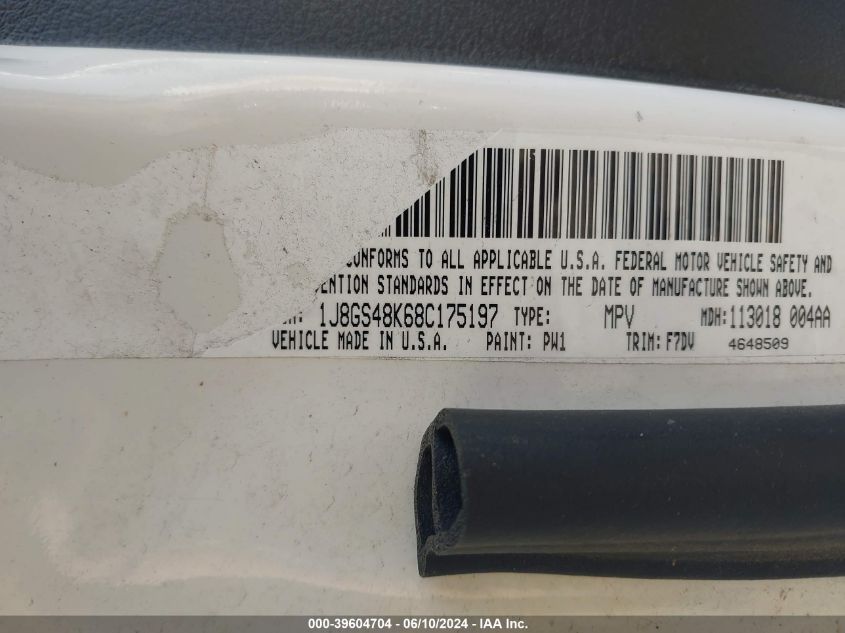 CONFORMS TO ALL APPLICABLE U.S.A. FEDERAL MOTOR VEHICLE SAFETY AND
ENTION STANDARDS IN EFFECT ON THE DATE OF MANUFACTURE SHOWN ABOVE.
1J8GS48K68C175197 TYPE: MPV MDH:113018 004AA
VEHICLE MADE IN U.S.A. PAINT: PW1 TRIM: F7DV 4648509
000-39604704 - 06/10/2024 - IAA Inc.